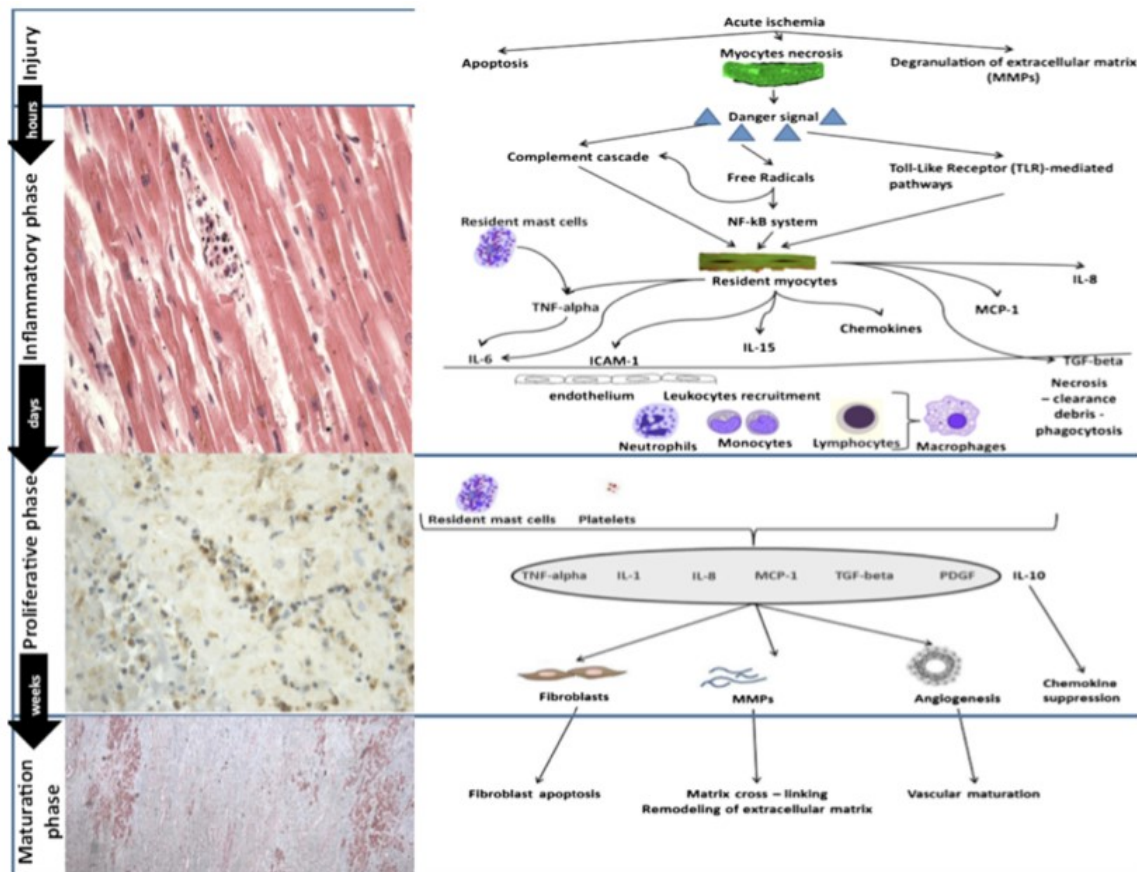 Injury
hours
Inflammatory phase
days
Proliferative phase
weeks
Maturation
phase
Acute ischemia
Apoptosis
Myocytes necrosis
Degranulation of extracellular matrix
(MMPs)
Danger signal
Complement cascade
Free Radicals
Toll-Like Receptor (TLR)-mediated
pathways
NF-kB system
Resident mast cells
Resident myocytes
IL-8
TNF-alpha
MCP-1
Chemokines
IL-15
IL-6
ICAM-1
TGF-beta
endothelium
Leukocytes recruitment
Necrosis
– clearance
debris -
phagocytosis
Neutrophils
Monocytes
Lymphocytes
Macrophages
Resident mast cells
Platelets
TNF-alpha
IL-1
IL-8
MCP-1
TGF-beta
PDGF
IL-10
Fibroblasts
MMPs
Angiogenesis
Chemokine
suppression
Fibroblast apoptosis
Matrix cross – linking
Remodeling of extracellular matrix
Vascular maturation